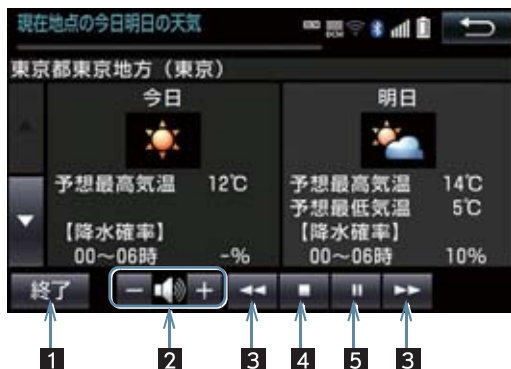 現在地点の今日明日の天気
東京都東京地方（東京）
今日
明日
予想最高気温 12℃
【降水確率】
00～06時 -%
予想最高気温 14℃
予想最低気温 5℃
【降水確率】
00～06時 10%
終了
1 2 3 4 5 3